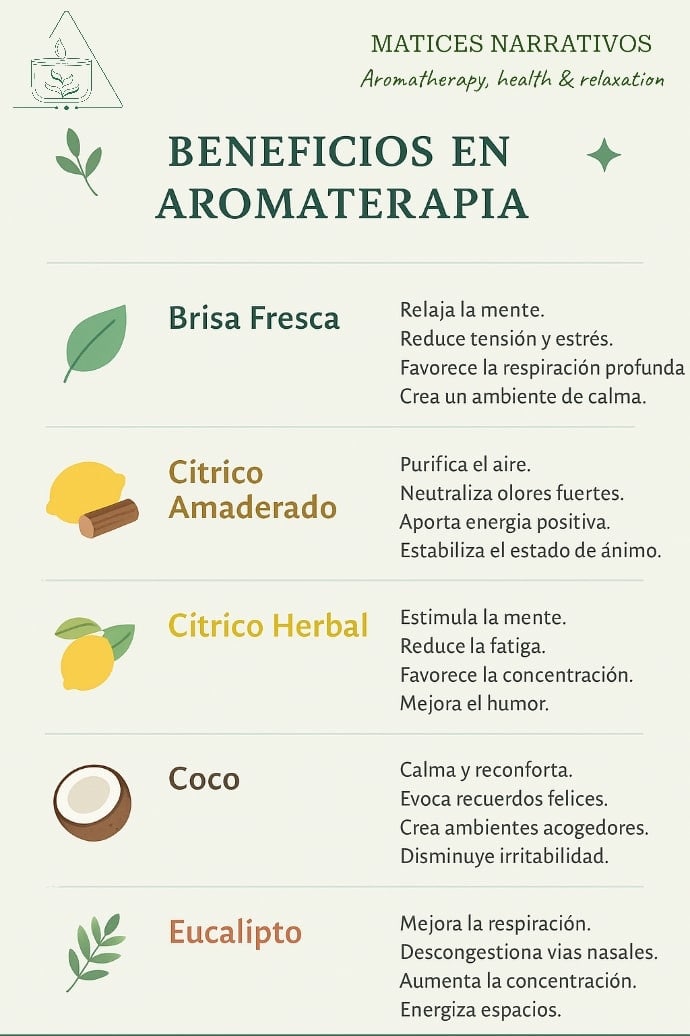 MATICES NARRATIVOS
Aromatherapy, health & relaxation
BENEFICIOS EN
AROMATERAPIA
Brisa Fresca
Relaja la mente.
Reduce tensión y estrés.
Favorece la respiración profunda
Crea un ambiente de calma.
Citrico
Amaderado
Purifica el aire.
Neutraliza olores fuertes.
Aporta energia positiva.
Estabiliza el estado de ánimo.
Citrico Herbal
Estimula la mente.
Reduce la fatiga.
Favorece la concentración.
Mejora el humor.
Coco
Calma y reconforta.
Evoca recuerdos felices.
Crea ambientes acogedores.
Disminuye irritabilidad.
Eucalipto
Mejora la respiración.
Descongestiona vias nasales.
Aumenta la concentración.
Energiza espacios.